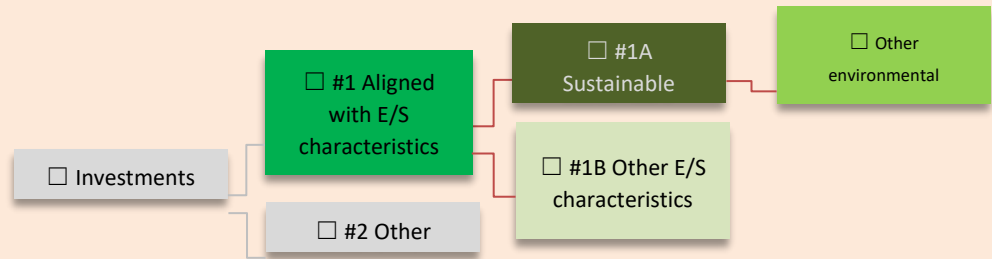 ☐ Investments
☐ #1 Aligned
with E/S
characteristics
☐ #2 Other
☐ #1A
Sustainable
☐ #1B Other E/S
characteristics
☐ Other
environmental